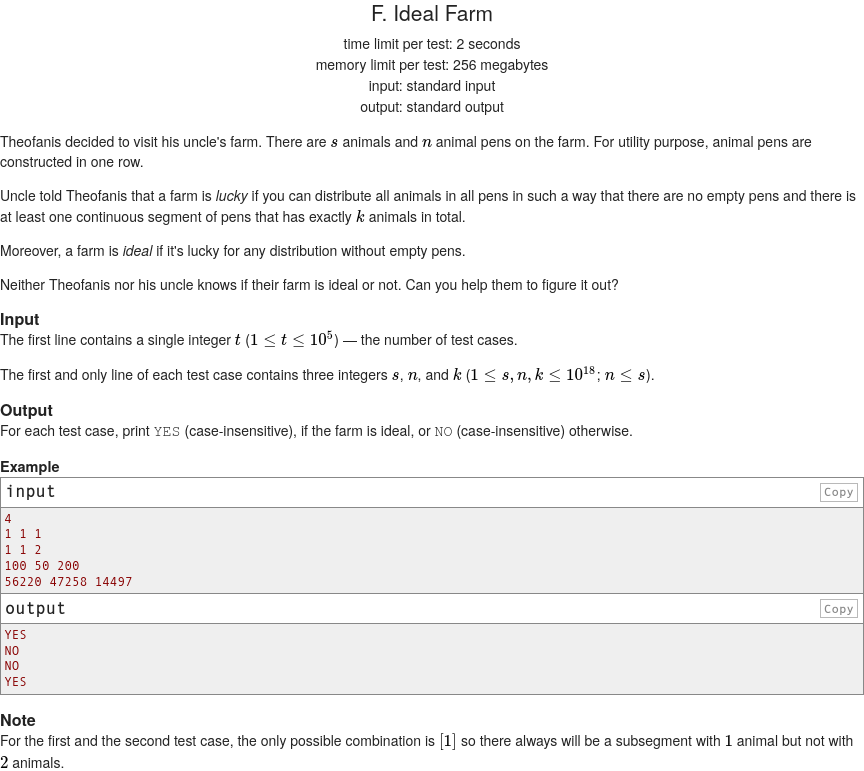 F. Ideal Farm
time limit per test: 2 seconds
memory limit per test: 256 megabytes
input: standard input
output: standard output
Theofanis decided to visit his uncle's farm. There are s animals and n animal pens on the farm. For utility purpose, animal pens are
constructed in one row.
Uncle told Theofanis that a farm is lucky if you can distribute all animals in all pens in such a way that there are no empty pens and there is
at least one continuous segment of pens that has exactly k animals in total.
Moreover, a farm is ideal if it's lucky for any distribution without empty pens.
Neither Theofanis nor his uncle knows if their farm is ideal or not. Can you help them to figure it out?
Input
The first line contains a single integer t (1 ≤ t ≤ 10^5) — the number of test cases.
The first and only line of each test case contains three integers s, n, and k (1 ≤ s, n, k ≤ 10^18; n ≤ s).
Output
For each test case, print YES (case-insensitive), if the farm is ideal, or NO (case-insensitive) otherwise.
Example
input Copy
4
1 1 1
1 1 2
100 50 200
56220 47258 14497
output Copy
YES
NO
NO
YES
Note
For the first and the second test case, the only possible combination is [1] so there always will be a subsegment with 1 animal but not with
2 animals.